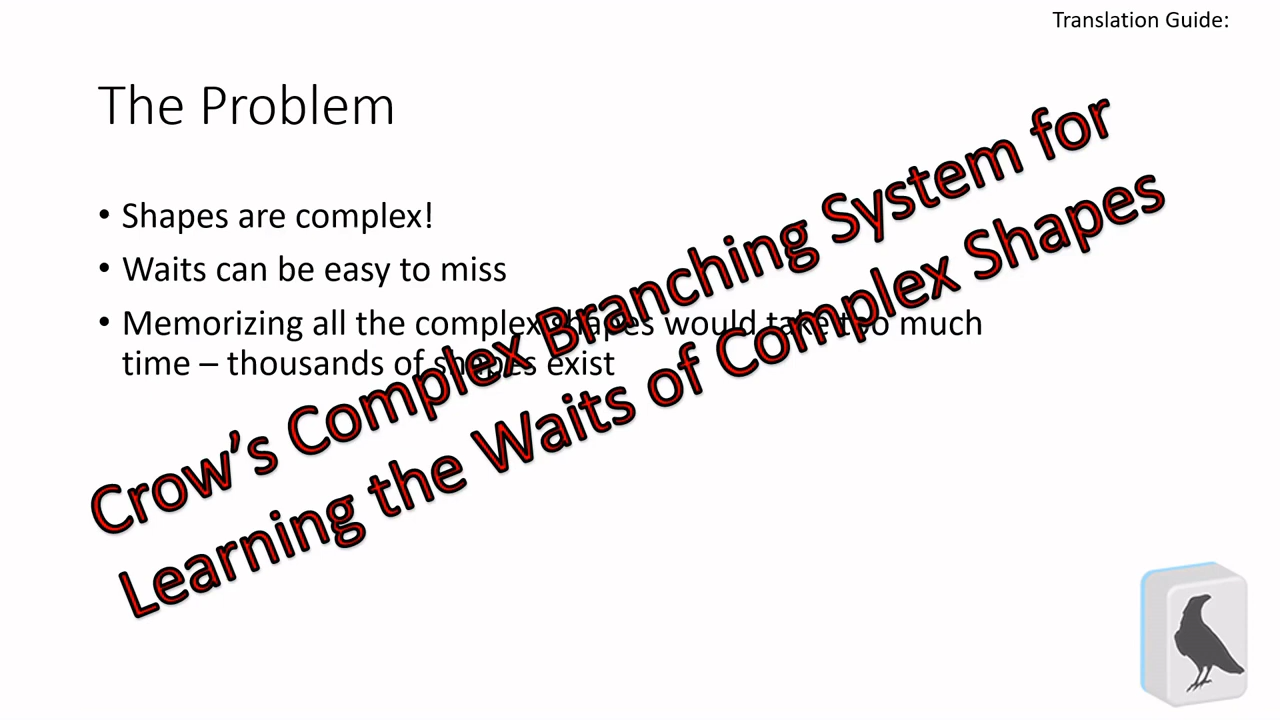 Translation Guide:
The Problem
• Shapes are complex!
• Waits can be easy to miss
• Memorizing all the complex shapes would take too much
time – thousands of shapes exist
Crow's Complex Branching System for
Learning the Waits of Complex Shapes